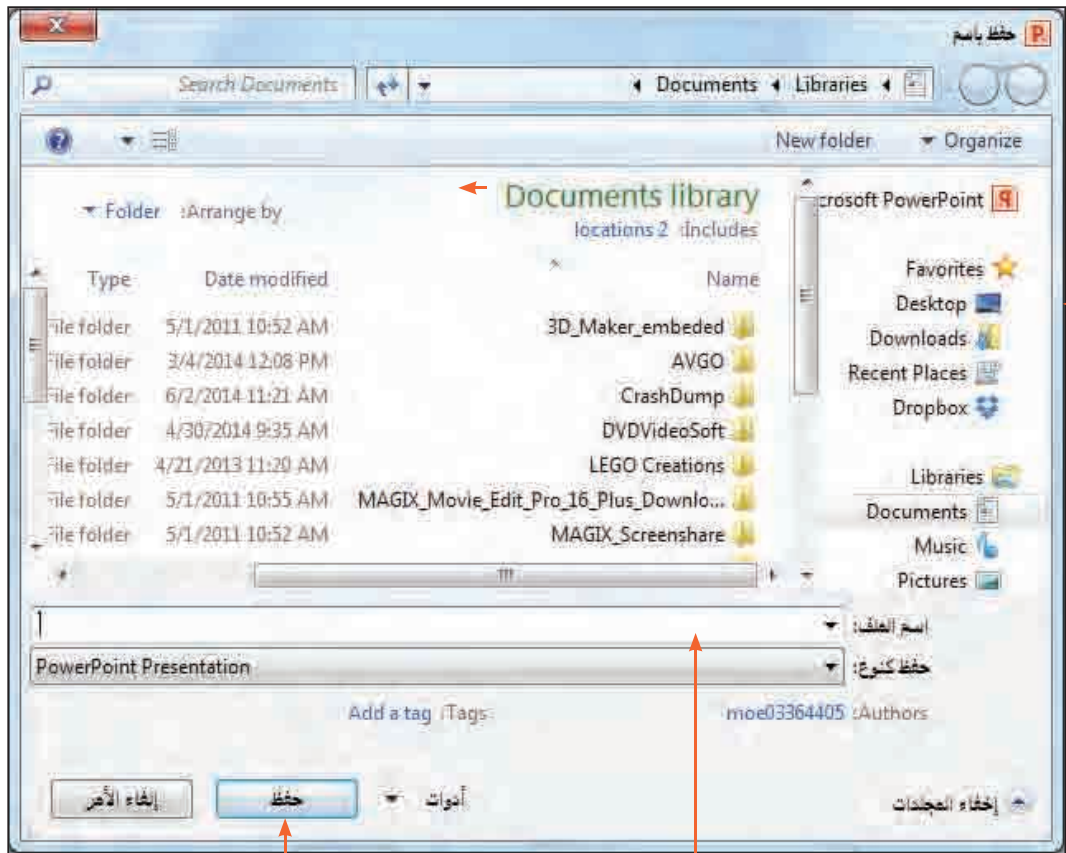 حفظ باسم
Libraries Documents Search Documents
Organize New folder
Microsoft PowerPoint
Favorites
Desktop
Downloads
Recent Places
Dropbox
Libraries
Documents
Music
Pictures
Documents library
Includes: 2 locations
Arrange by: Folder
Name Date modified Type
3D_Maker_embeded 5/1/2011 10:52 AM File folder
AVGO 3/4/2014 12:08 PM File folder
CrashDump 6/2/2014 11:21 AM File folder
DVDVideoSoft 4/30/2014 9:35 AM File folder
LEGO Creations 4/21/2013 11:20 AM File folder
MAGIX_Movie_Edit_Pro_16_Plus_Downlo... 5/1/2011 10:55 AM File folder
MAGIX_Screenshare 5/1/2011 10:52 AM File folder
اسم الملف:
حفظ كنوع: PowerPoint Presentation
Authors: moe03364405 Tags: Add a tag
إخفاء المجلدات أدوات حفظ إلغاء الأمر